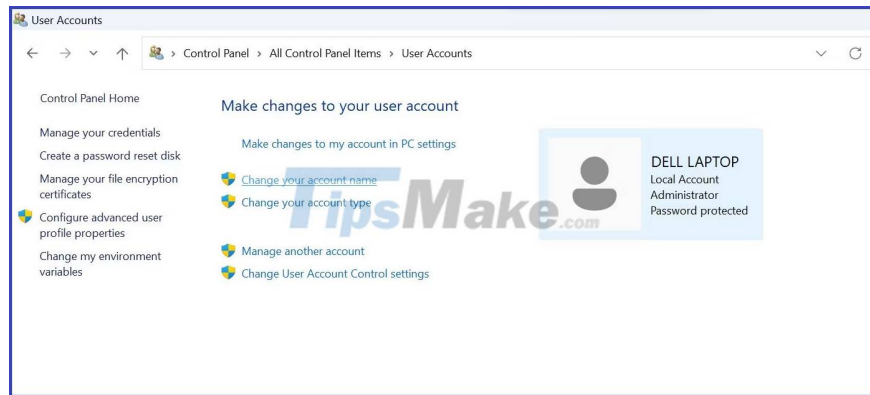 User Accounts
Control Panel > All Control Panel Items > User Accounts
Control Panel Home
Manage your credentials
Create a password reset disk
Manage your file encryption
certificates
Configure advanced user
profile properties
Change my environment
variables
Make changes to your user account
Make changes to my account in PC settings
Change your account name
Change your account type
Manage another account
Change User Account Control settings
DELL LAPTOP
Local Account
Administrator
Password protected
TipsMake.com